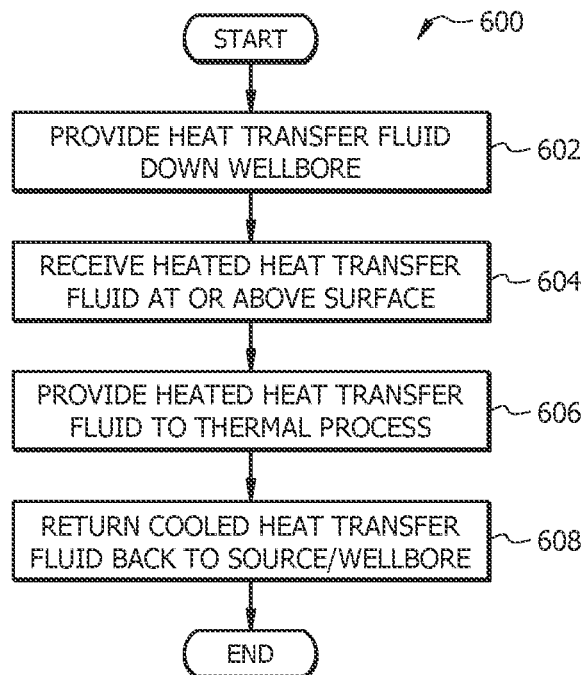 START
600
PROVIDE HEAT TRANSFER FLUID
DOWN WELLBORE
602
RECEIVE HEATED HEAT TRANSFER
FLUID AT OR ABOVE SURFACE
604
PROVIDE HEATED HEAT TRANSFER
FLUID TO THERMAL PROCESS
606
RETURN COOLED HEAT TRANSFER
FLUID BACK TO SOURCE/WELLBORE
608
END